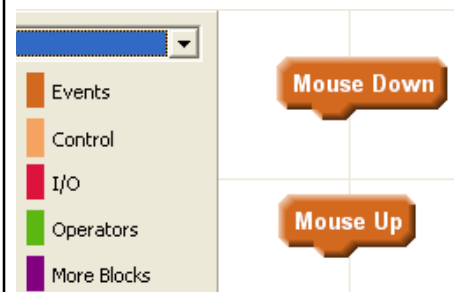 Events
Control
I/O
Operators
More Blocks
Mouse Down
Mouse Up